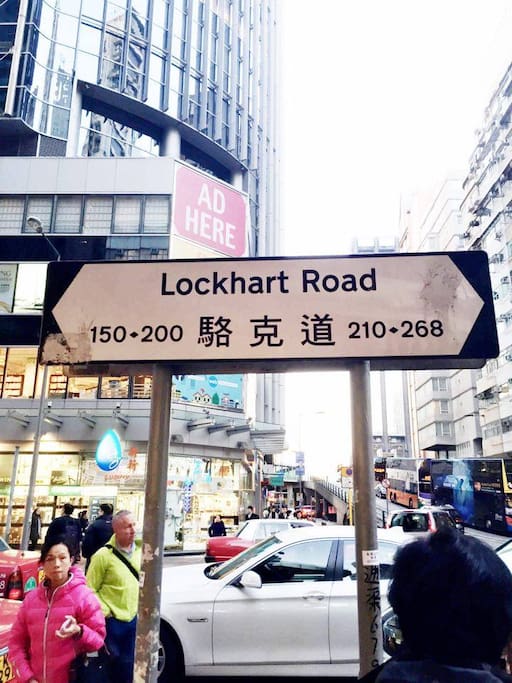 AD
HERE
Lockhart Road
150 200 駱克道 210 268